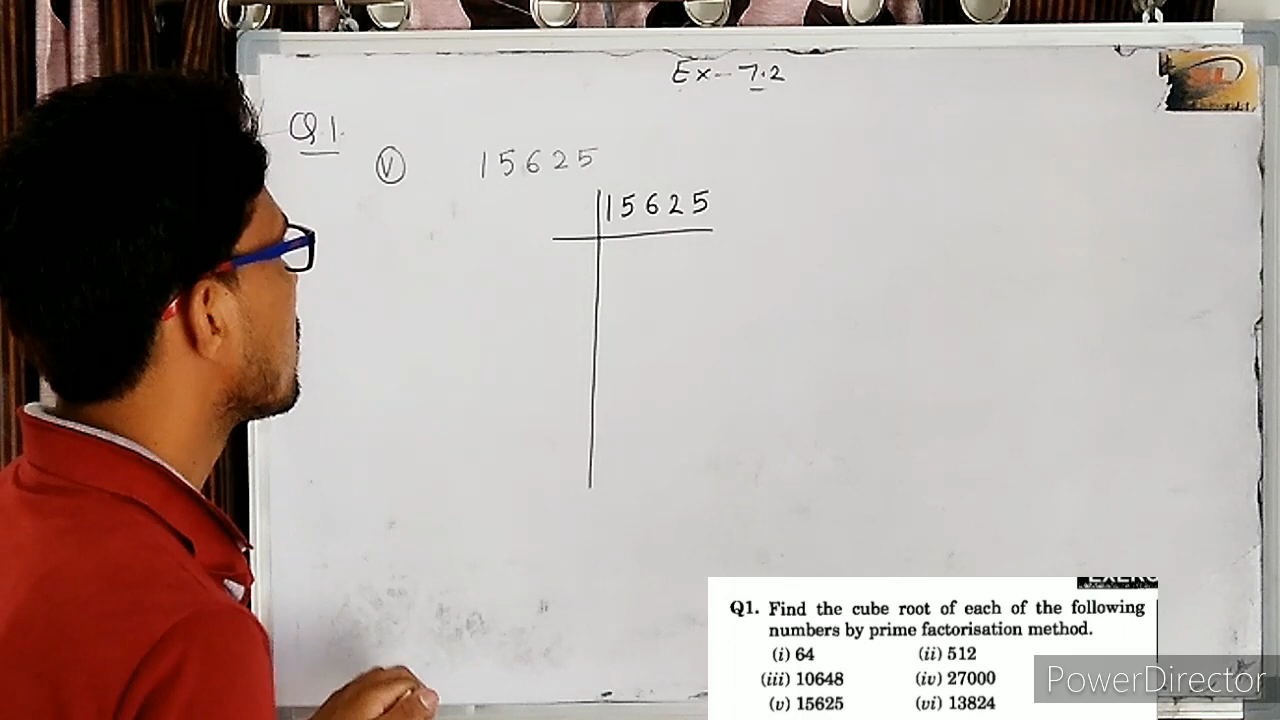 Ex - 7.2
Q.1.
(V) 15625
15625
Q1. Find the cube root of each of the following
numbers by prime factorisation method.
(i) 64 (ii) 512
(iii) 10648 (iv) 27000
(v) 15625 (vi) 13824
PowerDirector